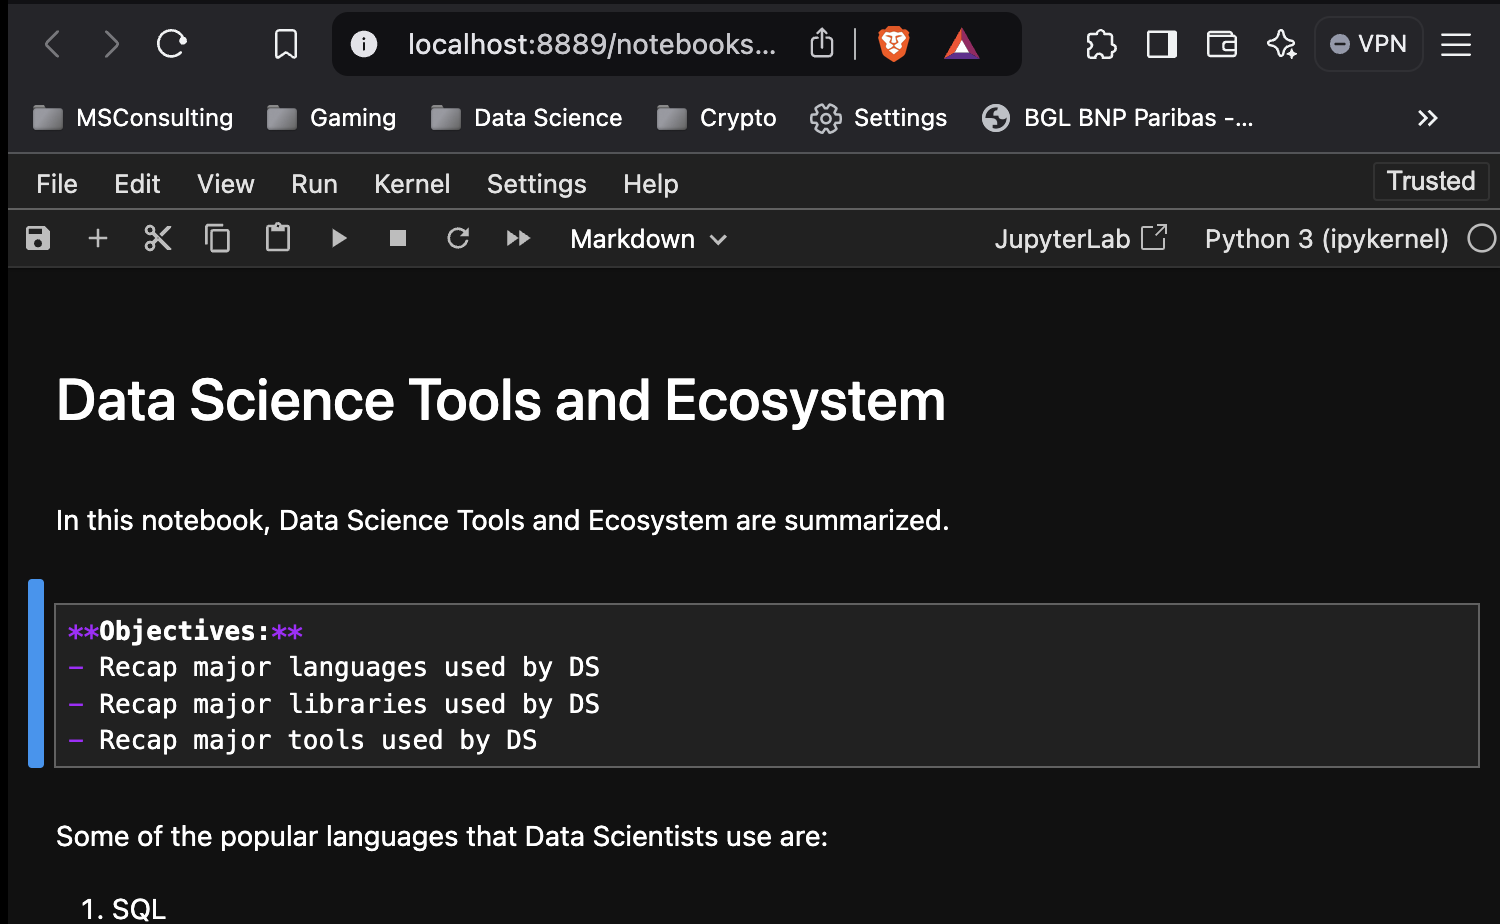 localhost:8889/notebooks...
VPN
MSConsulting Gaming Data Science Crypto Settings BGL BNP Paribas -...
File Edit View Run Kernel Settings Help Trusted
Markdown JupyterLab Python 3 (ipykernel)
Data Science Tools and Ecosystem
In this notebook, Data Science Tools and Ecosystem are summarized.
**Objectives:**
- Recap major languages used by DS
- Recap major libraries used by DS
- Recap major tools used by DS
Some of the popular languages that Data Scientists use are:
1. SQL